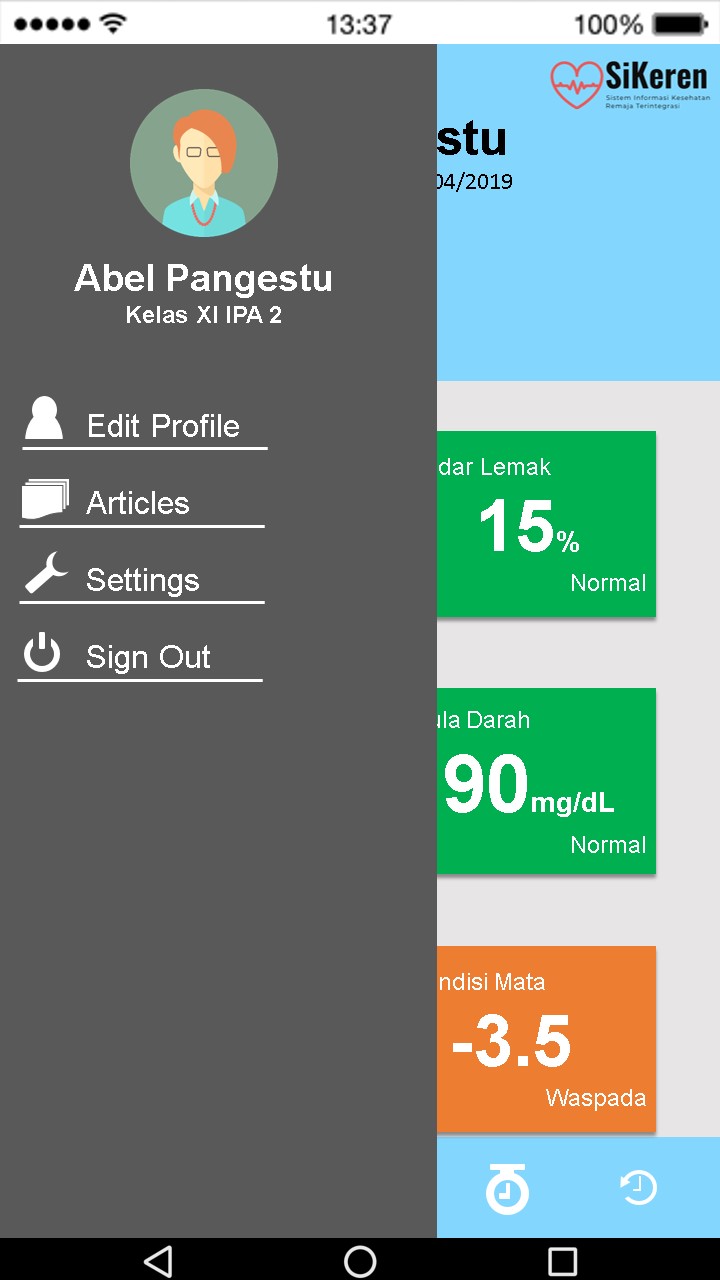 13:37
100%
SiKeren
Sistem Informasi Kesehatan
Remaja Terintegrasi
stu
04/2019
Abel Pangestu
Kelas XI IPA 2
Edit Profile
Articles
Settings
Sign Out
dar Lemak
15%
Normal
ula Darah
90mg/dL
Normal
ndisi Mata
-3.5
Waspada